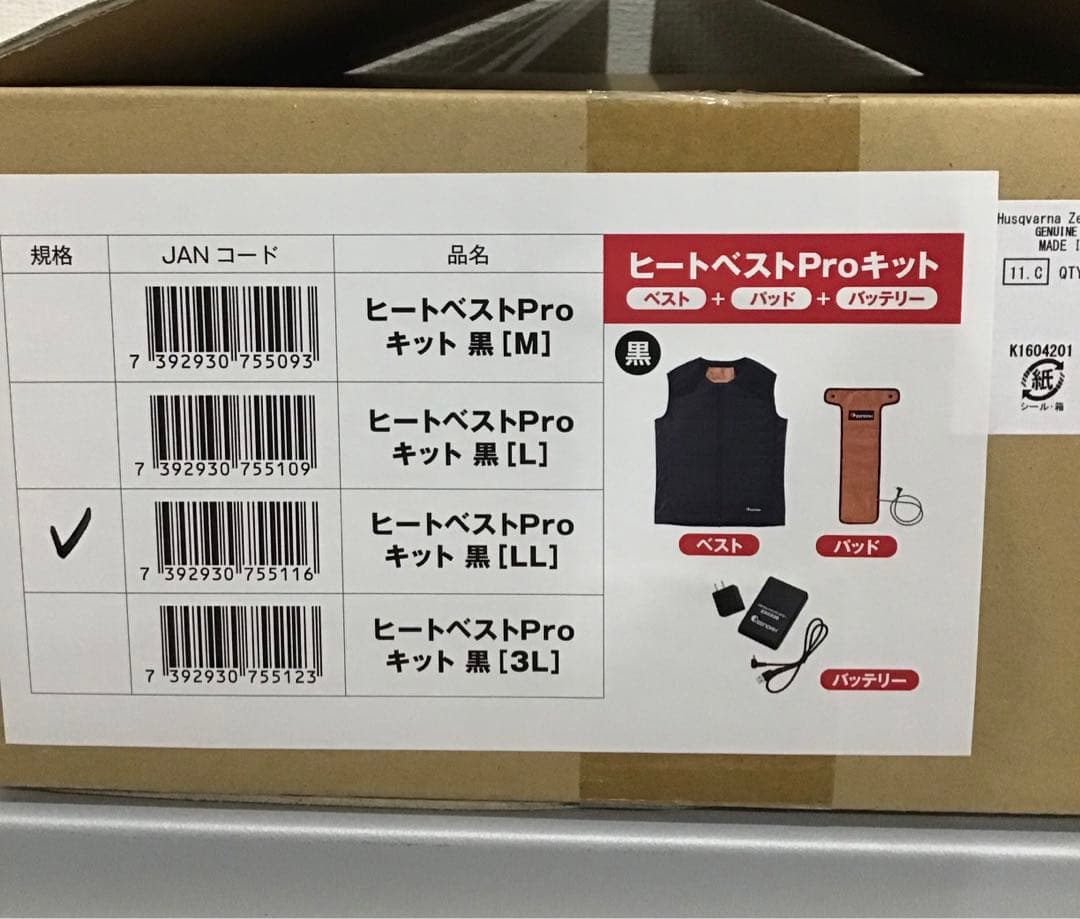 規格 JANコード 品名
7 392930 755093
ヒートベストPro
キット 黒[M]
7 392930 755109
ヒートベストPro
キット 黒[L]
✓
7 392930 755116
ヒートベストPro
キット 黒[LL]
7 392930 755123
ヒートベストPro
キット 黒[3L]
ヒートベストProキット
ベスト + パッド + バッテリー
黒
ベスト
パッド
バッテリー
Husqvarna Ze
GENUINE
MADE I
11.C QTY
K1604201
紙
シール・箱